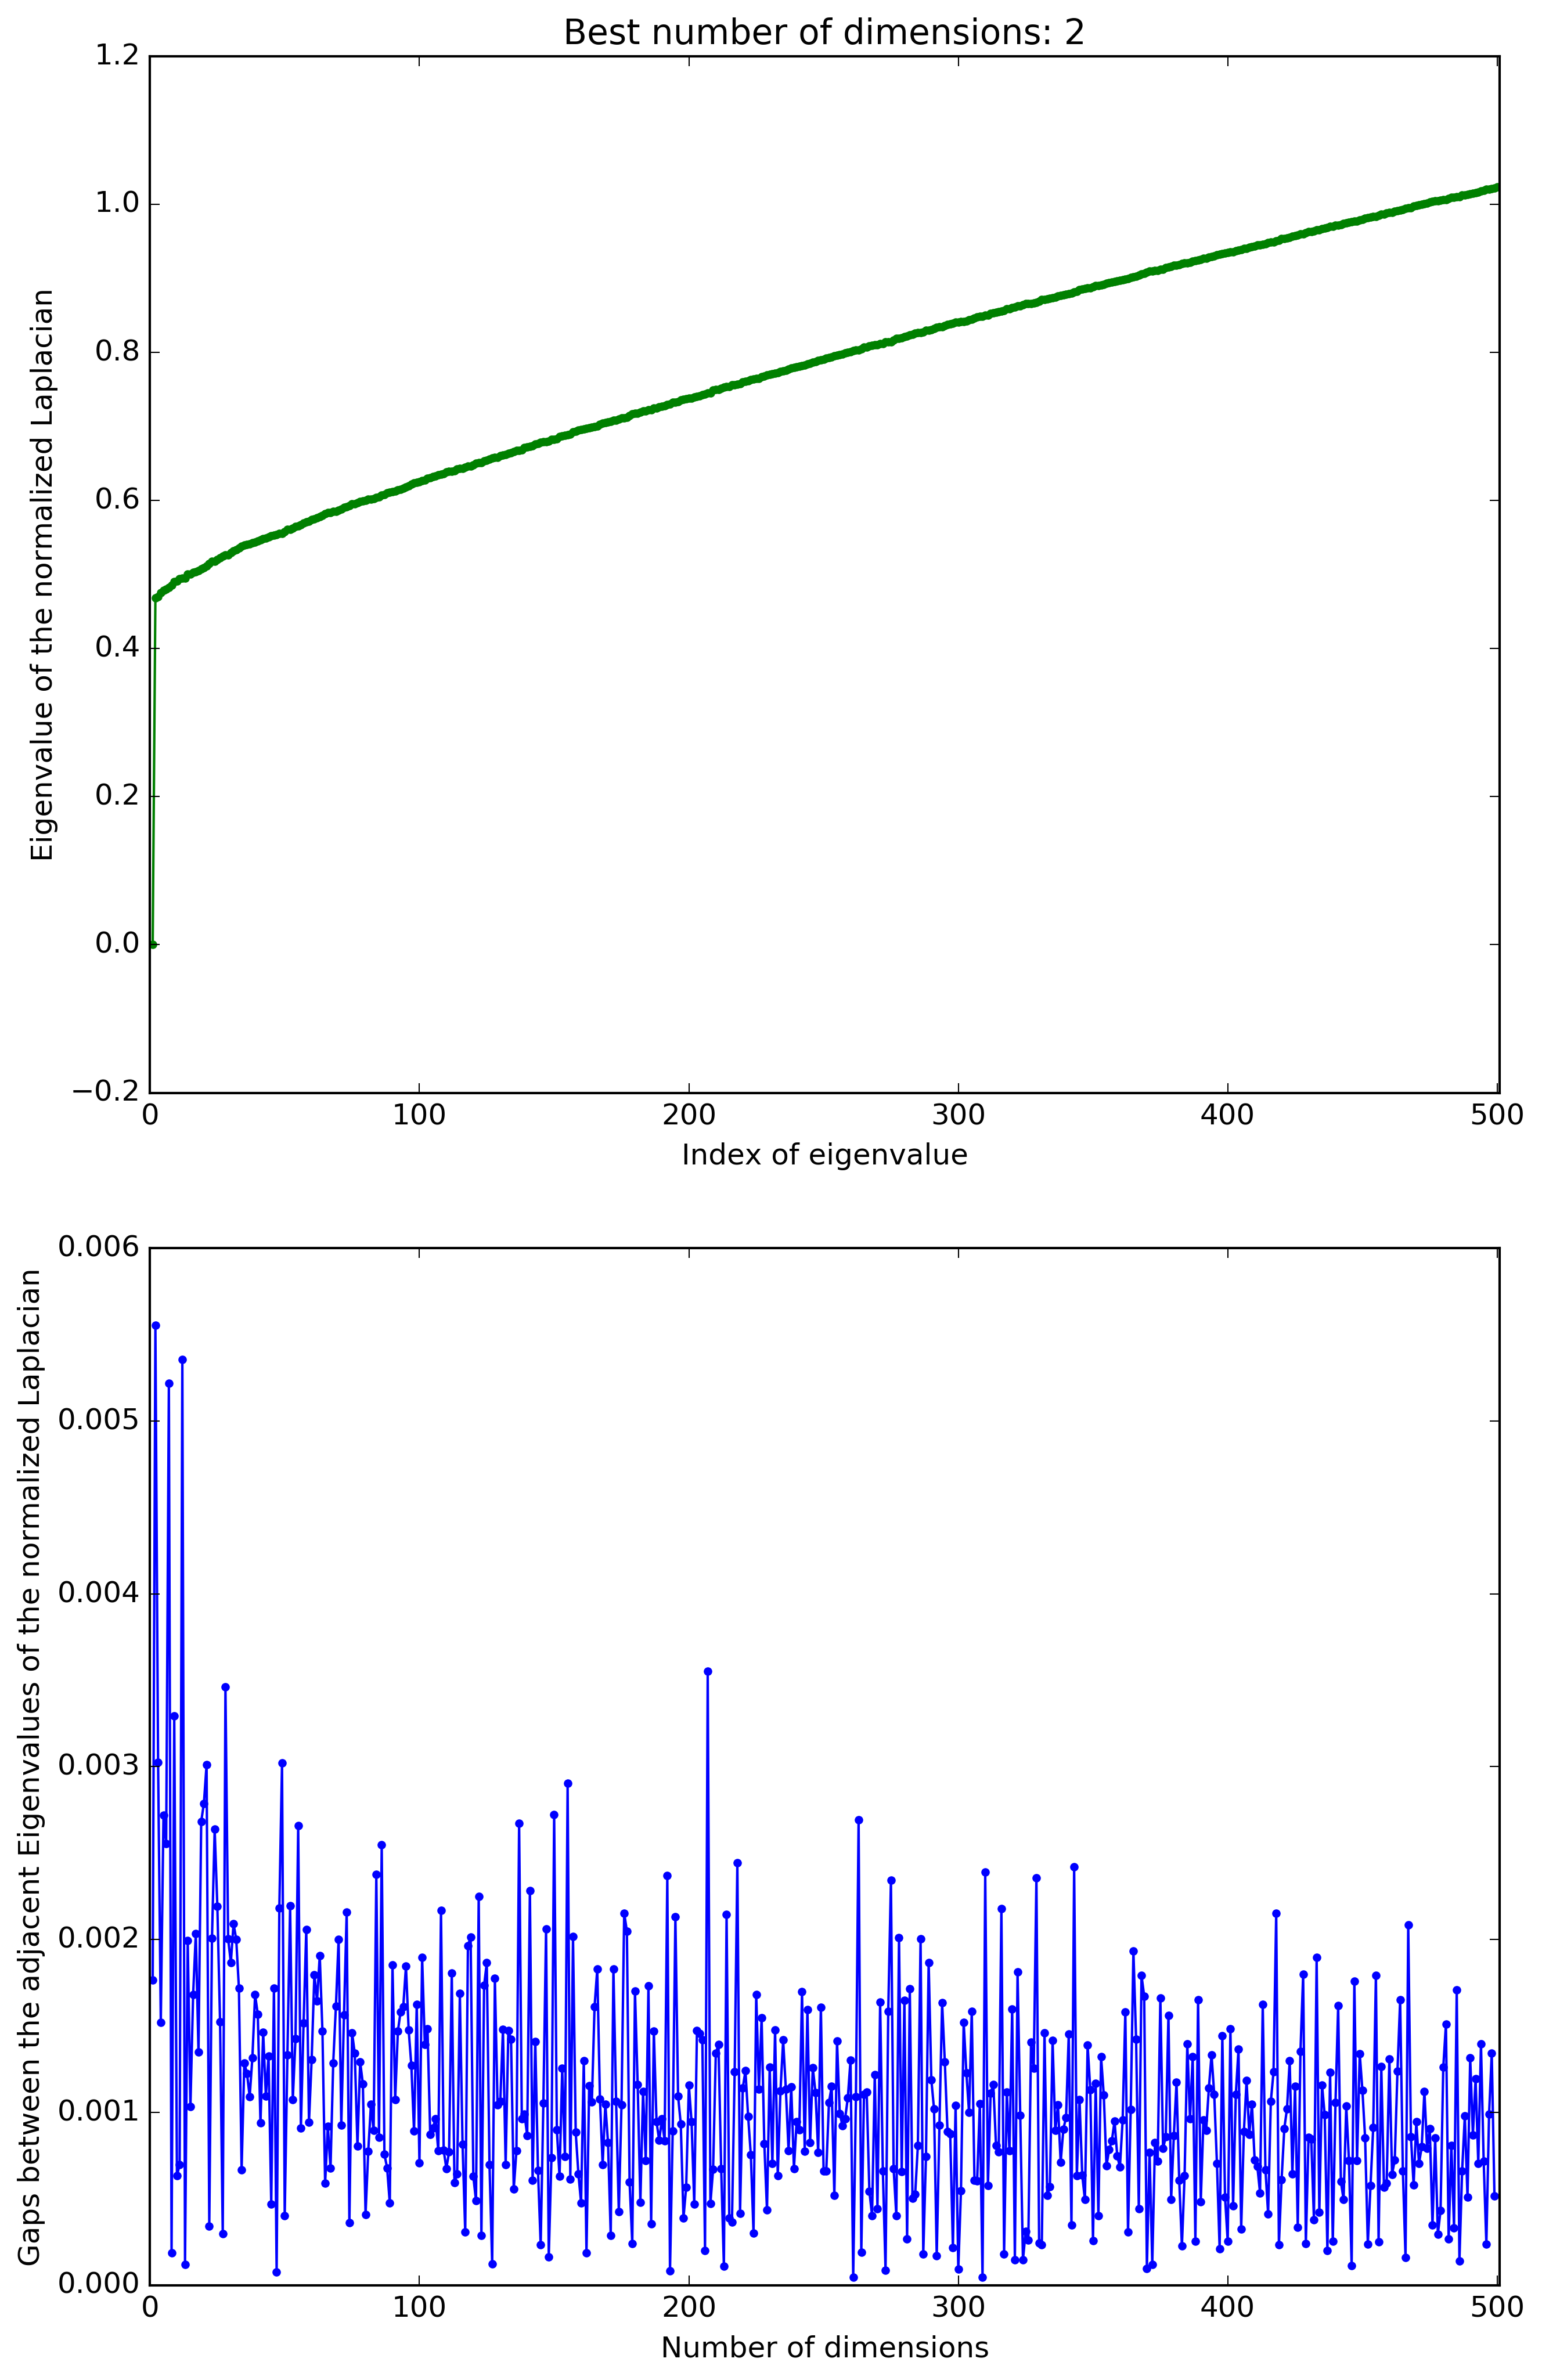 Best number of dimensions: 2
1.2
1.0
0.8
0.6
0.4
0.2
0.0
−0.2
Eigenvalue of the normalized Laplacian
0 100 200 300 400 500
Index of eigenvalue
0.006
0.005
0.004
0.003
0.002
0.001
0.000
Gaps between the adjacent Eigenvalues of the normalized Laplacian
0 100 200 300 400 500
Number of dimensions